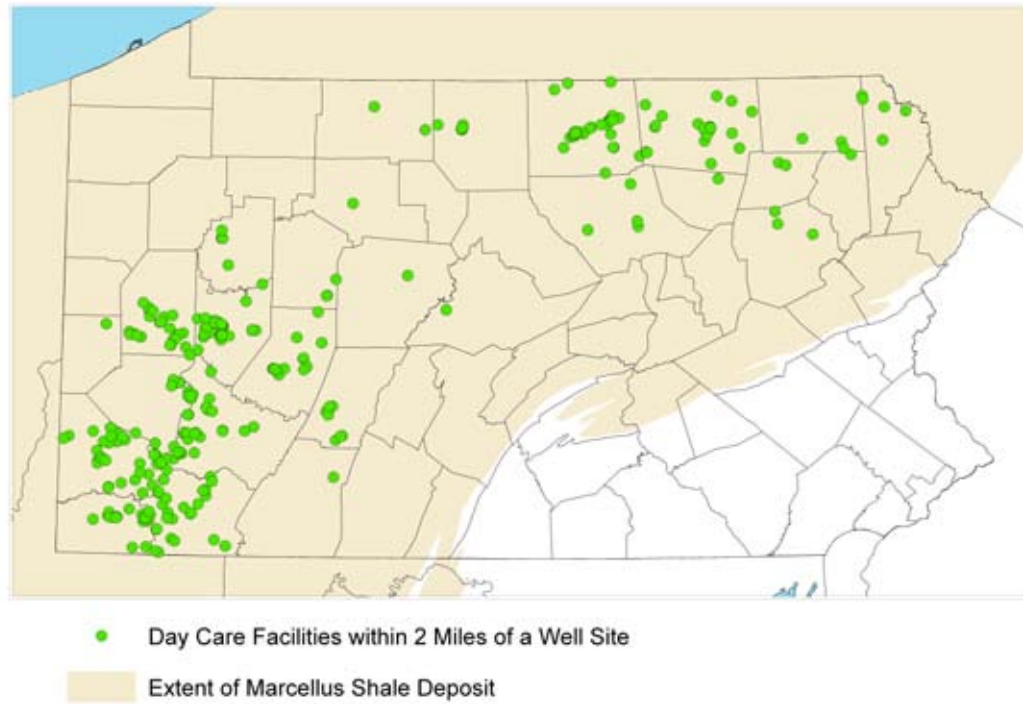 Day Care Facilities within 2 Miles of a Well Site
Extent of Marcellus Shale Deposit